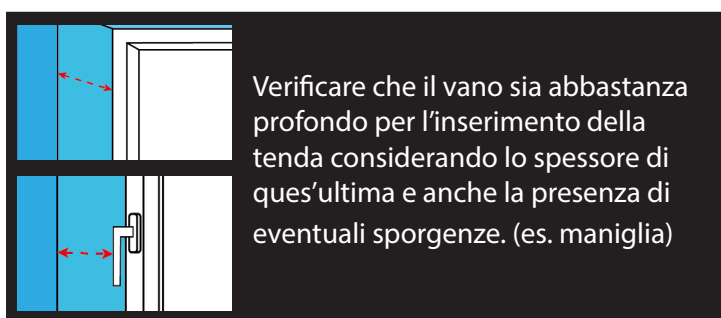 Verificare che il vano sia abbastanza
profondo per l'inserimento della
tenda considerando lo spessore di
ques'ultima e anche la presenza di
eventuali sporgenze. (es. maniglia)